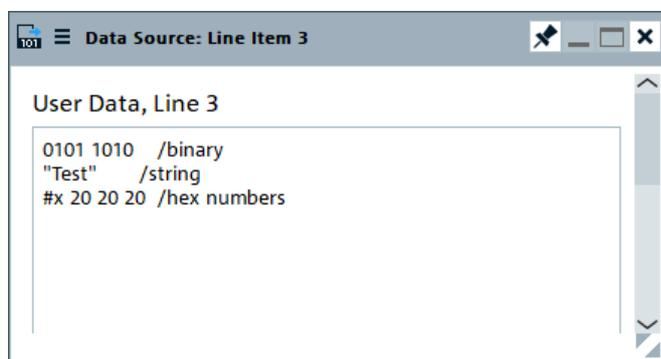 101 Data Source: Line Item 3
User Data, Line 3
0101 1010 /binary
"Test" /string
#x 20 20 20 /hex numbers